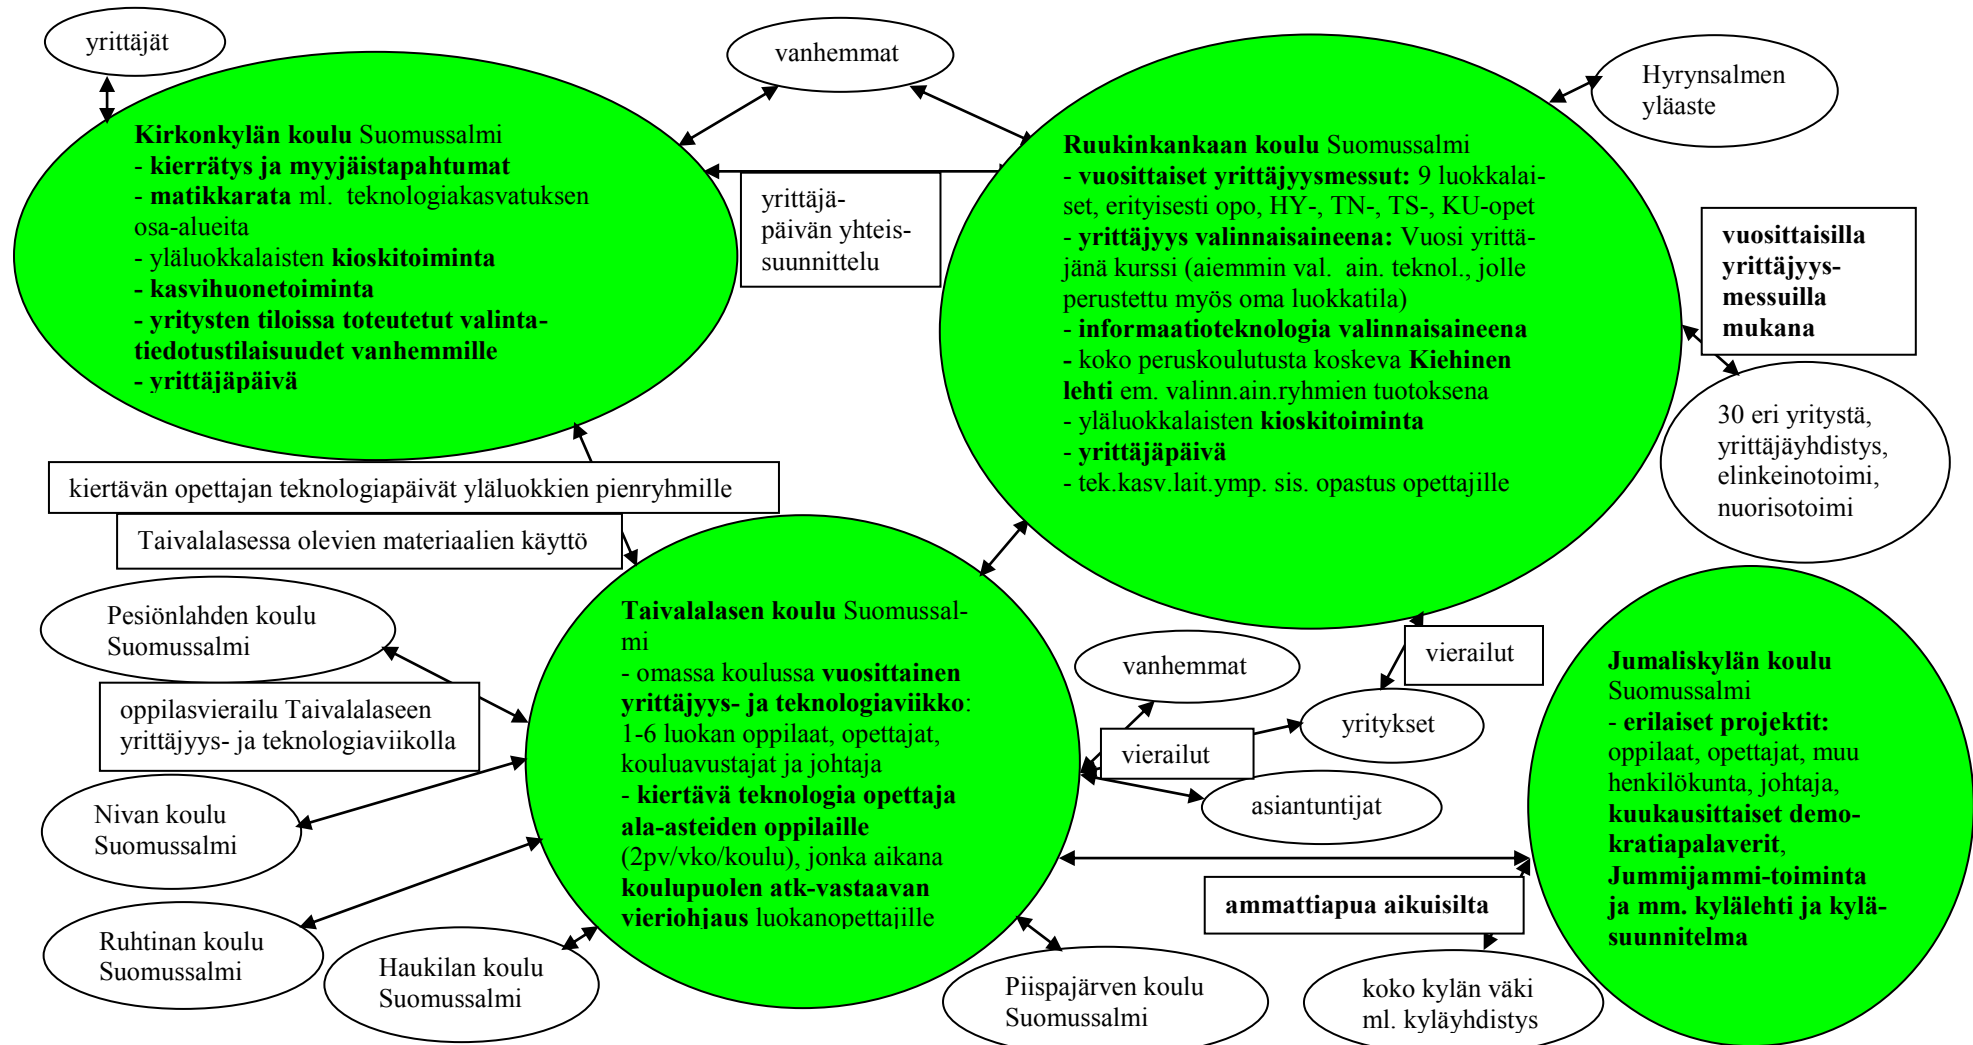 yrittäjät
vanhemmat
Hyrynsalmen
yläaste
Kirkonkylän koulu Suomussalmi
- kierrätys ja myyjäistapahtumat
- matikkarata ml. teknologiakasvatuksen
osa-alueita
- yläluokkalaisten kioskitoiminta
- kasvihuonetoiminta
- yritysten tiloissa toteutetut valinta-
tiedotustilaisuudet vanhemmille
- yrittäjäpäivä
yrittäjä-
päivän yhteis-
suunnittelu
Ruukinkankaan koulu Suomussalmi
- vuosittaiset yrittäjyysmessut: 9 luokkalai-
set, erityisesti opo, HY-, TN-, TS-, KU-opet
- yrittäjyys valinnaisaineena: Vuosi yrittä-
jänä kurssi (aiemmin val. ain. teknol., jolle
perustettu myös oma luokkatila)
- informaatioteknologia valinnaisaineena
- koko peruskoulutusta koskeva Kiehinen
lehti em. valinn.ain.ryhmien tuotoksena
- yläluokkalaisten kioskitoiminta
- yrittäjäpäivä
- tek.kasv.lait.ymp. sis. opastus opettajille
vuosittaisilla
yrittäjyys-
messuilla
mukana
30 eri yritystä,
yrittäjäyhdistys,
elinkeinotoimi,
nuorisotoimi
kiertävän opettajan teknologiapäivät yläluokkien pienryhmille
Taivalalasessa olevien materiaalien käyttö
Pesiönlahden koulu
Suomussalmi
oppilasvierailu Taivalalaseen
yrittäjyys- ja teknologiaviikolla
Nivan koulu
Suomussalmi
Ruhtinan koulu
Suomussalmi
Haukilan koulu
Suomussalmi
Taivalalasen koulu Suomussal-
mi
- omassa koulussa vuosittainen
yrittäjyys- ja teknologiaviikko:
1-6 luokan oppilaat, opettajat,
kouluavustajat ja johtaja
- kiertävä teknologia opettaja
ala-asteiden oppilaille
(2pv/vko/koulu), jonka aikana
koulupuolen atk-vastaavan
vieriohjaus luokanopettajille
vanhemmat
vierailut
yritykset
vierailut
asiantuntijat
ammattiapua aikuisilta
Piispajärven koulu
Suomussalmi
koko kylän väki
ml. kyläyhdistys
Jumaliskylän koulu
Suomussalmi
- erilaiset projektit:
oppilaat, opettajat, muu
henkilökunta, johtaja,
kuukausittaiset demo-
kratiapalaverit,
Jummijammi-toiminta
ja mm. kylälehti ja kylä-
suunnitelma